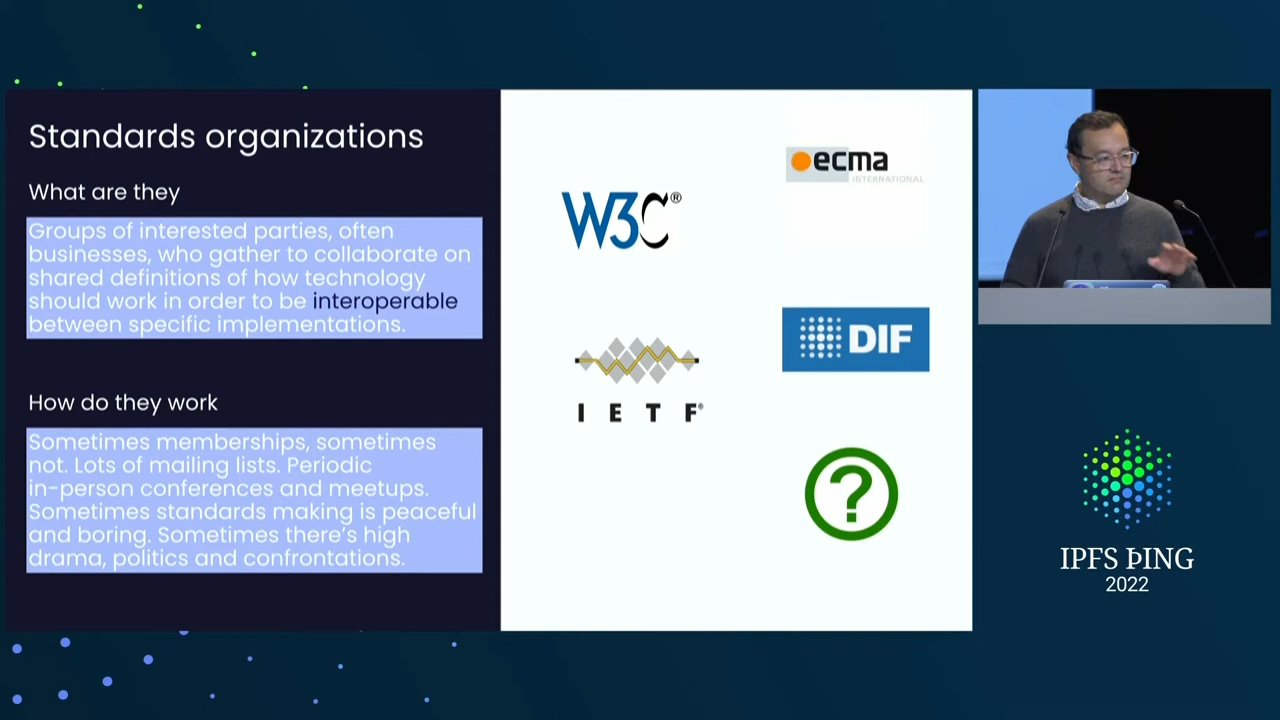 Standards organizations
What are they
Groups of interested parties, often
businesses, who gather to collaborate on
shared definitions of how technology
should work in order to be interoperable
between specific implementations.
How do they work
Sometimes memberships, sometimes
not. Lots of mailing lists. Periodic
in-person conferences and meetups.
Sometimes standards making is peaceful
and boring. Sometimes there's high
drama, politics and confrontations.
W3C®
ecma
INTERNATIONAL
DIF
IETF®
?
IPFS ÞING
2022